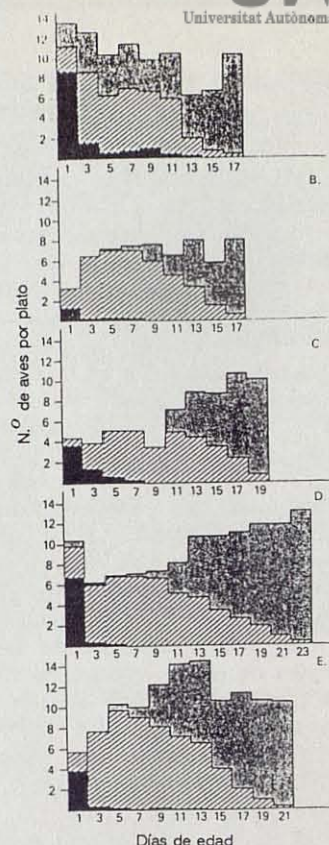 Universitat Autònom
14
12
10
8
6
4
2
1 3 5 7 9 11 13 15 17
B.
14
12
10
8
6
4
2
1 3 5 7 9 11 13 15 17
C
14
12
10
8
6
4
2
1 3 5 7 9 11 13 15 17 19
D
14
12
10
8
6
4
2
1 3 5 7 9 11 13 15 17 19 21 23
E.
14
12
10
8
6
4
2
1 3 5 7 9 11 13 15 17 19 21
N.º de aves por plato
Días de edad